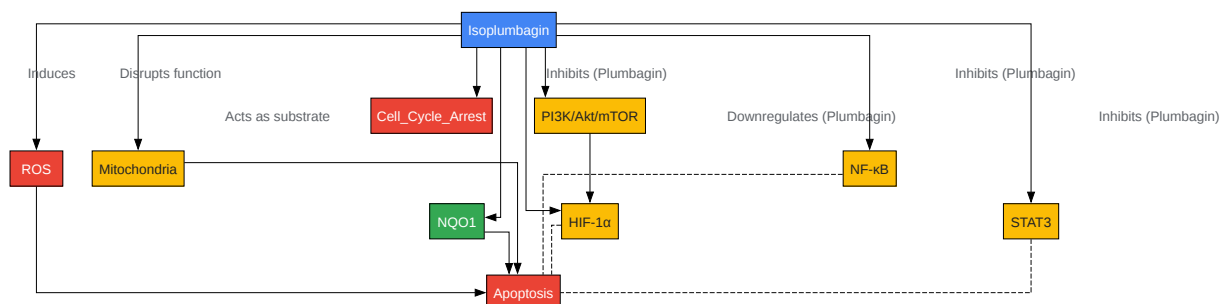 Isoplumbagin
Induces
Disrupts function
Inhibits (Plumbagin)
Inhibits (Plumbagin)
Acts as substrate
Cell_Cycle_Arrest
PI3K/Akt/mTOR
Downregulates (Plumbagin)
Inhibits (Plumbagin)
ROS
Mitochondria
NF-κB
NQO1
HIF-1α
STAT3
Apoptosis